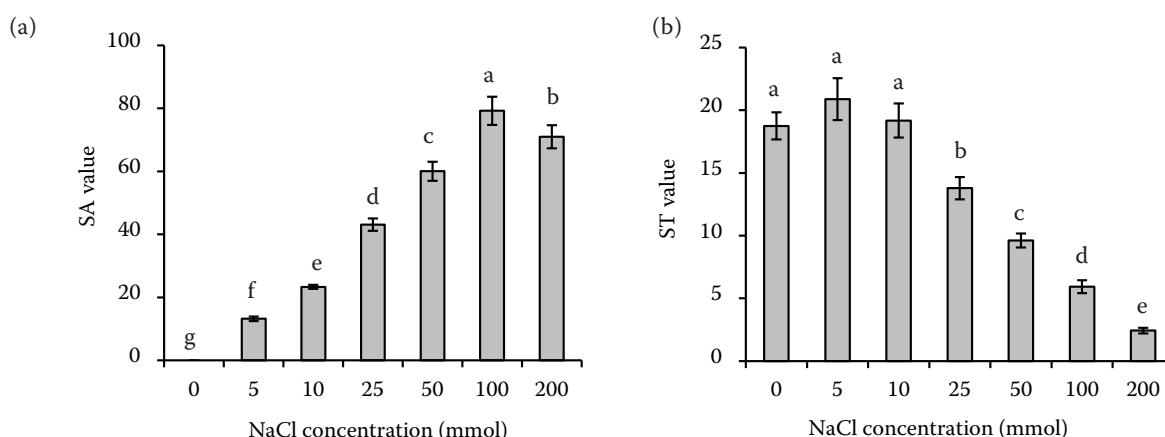 (a)
100
80
60
40
20
0
SA value
g
f
e
d
c
a
b
0 5 10 25 50 100 200
NaCl concentration (mmol)
(b)
25
20
15
10
5
0
ST value
a
a
a
b
c
d
e
0 5 10 25 50 100 200
NaCl concentration (mmol)